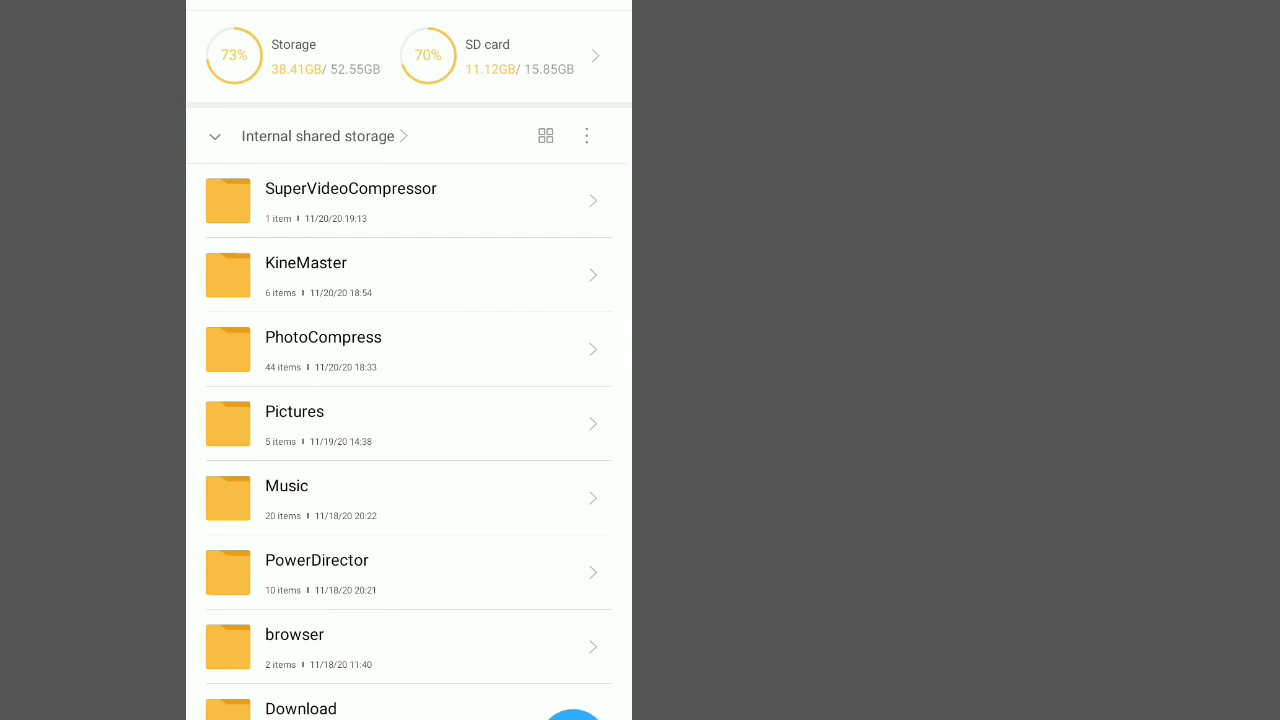 73%
Storage
38.41GB/ 52.55GB
70%
SD card
11.12GB/ 15.85GB
Internal shared storage
SuperVideoCompressor
1 item I 11/20/20 19:13
KineMaster
6 items I 11/20/20 18:54
PhotoCompress
44 items I 11/20/20 18:33
Pictures
5 items I 11/19/20 14:38
Music
20 items I 11/18/20 20:22
PowerDirector
10 items I 11/18/20 20:21
browser
2 items I 11/18/20 11:40
Download